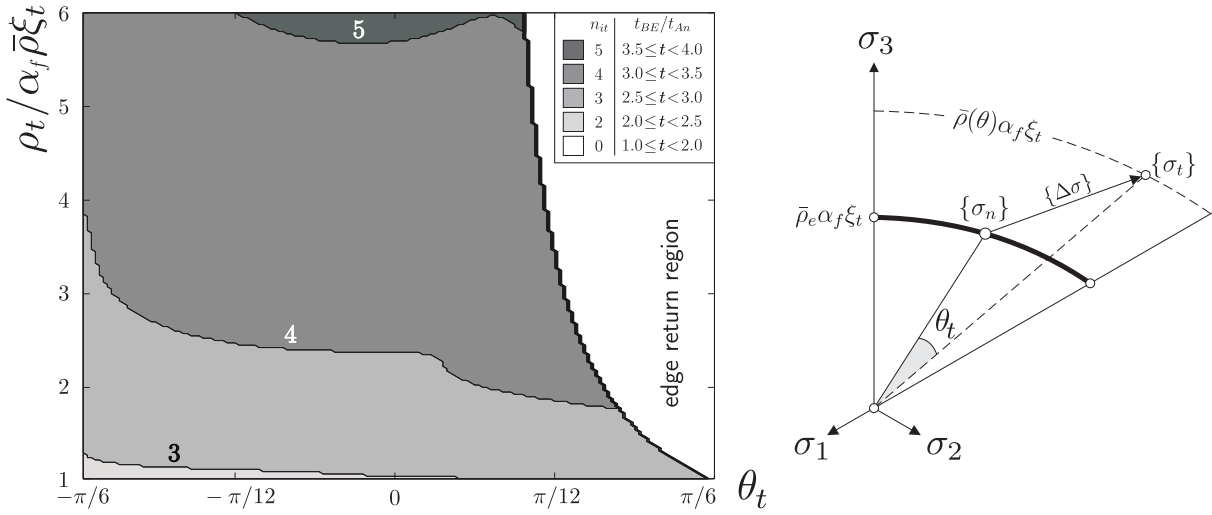 ρ_t/α_f ρ̄ξ_t
6
5
4
3
2
1
−π/6
−π/12
0
π/12
π/6
θ_t
5
4
3
edge return region
n_it t_BE/t_An
5 3.5≤t<4.0
4 3.0≤t<3.5
3 2.5≤t<3.0
2 2.0≤t<2.5
0 1.0≤t<2.0
σ_3
ρ̄(θ)α_f ξ_t
{σ_t}
{Δσ}
{σ_n}
ρ̄_e α_f ξ_t
θ_t
σ_1
σ_2